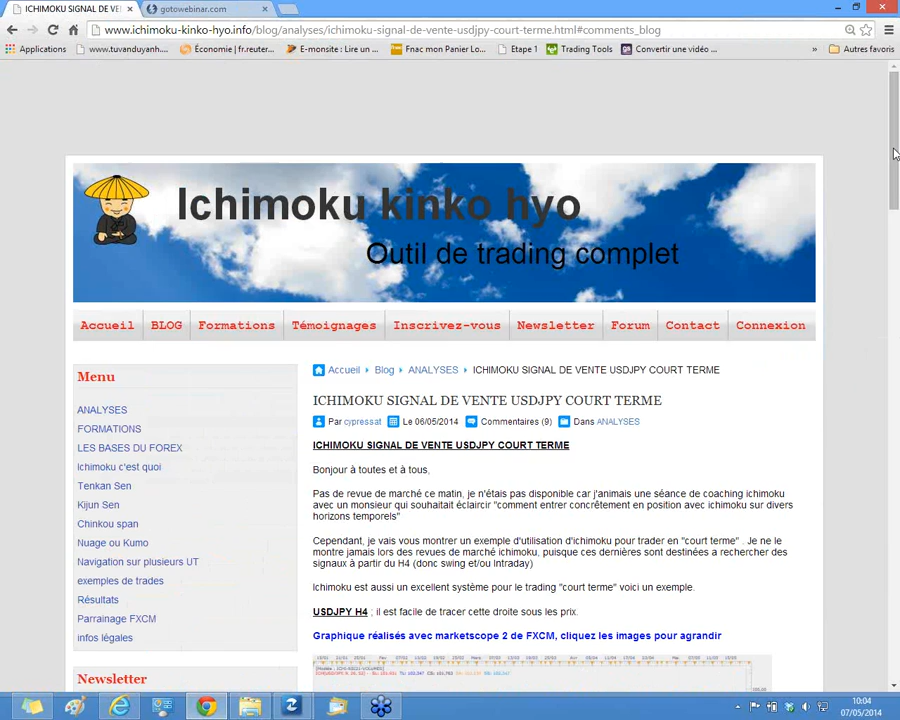 ICHIMOKU SIGNAL DE VE
gotowebinar.com
www.ichimoku-kinko-hyo.info/blog/analyses/ichimoku-signal-de-vente-usdjpy-court-terme.html#comments_blog
Applications www.tuvanduyanh... Économie | fr.reuter... E-monsite : Lire un ... Fnac mon Panier Lo... Etape 1 Trading Tools Convertir une vidéo ... » Autres favoris
Ichimoku kinko hyo
Outil de trading complet
Accueil BLOG Formations Témoignages Inscrivez-vous Newsletter Forum Contact Connexion
Menu
ANALYSES
FORMATIONS
LES BASES DU FOREX
Ichimoku c'est quoi
Tenkan Sen
Kijun Sen
Chinkou span
Nuage ou Kumo
Navigation sur plusieurs UT
exemples de trades
Résultats
Parrainage FXCM
infos légales
Newsletter
Accueil Blog ANALYSES ICHIMOKU SIGNAL DE VENTE USDJPY COURT TERME
ICHIMOKU SIGNAL DE VENTE USDJPY COURT TERME
Par cypressat Le 06/05/2014 Commentaires (9) Dans ANALYSES
ICHIMOKU SIGNAL DE VENTE USDJPY COURT TERME
Bonjour à toutes et à tous,
Pas de revue de marché ce matin, je n'étais pas disponible car j'animais une séance de coaching ichimoku
avec un monsieur qui souhaitait éclaircir "comment entrer concrêtement en position avec ichimoku sur divers
horizons temporels"
Cependant, je vais vous montrer un exemple d'utilisation d'ichimoku pour trader en "court terme" . Je ne le
montre jamais lors des revues de marché ichimoku, puisque ces dernières sont destinées a rechercher des
signaux à partir du H4 (donc swing et/ou Intraday)
Ichimoku est aussi un excellent système pour le trading "court terme" voici un exemple.
USDJPY H4 ; il est facile de tracer cette droite sous les prix.
Graphique réalisés avec marketscope 2 de FXCM, cliquez les images pour agrandir
10:04
07/05/2014